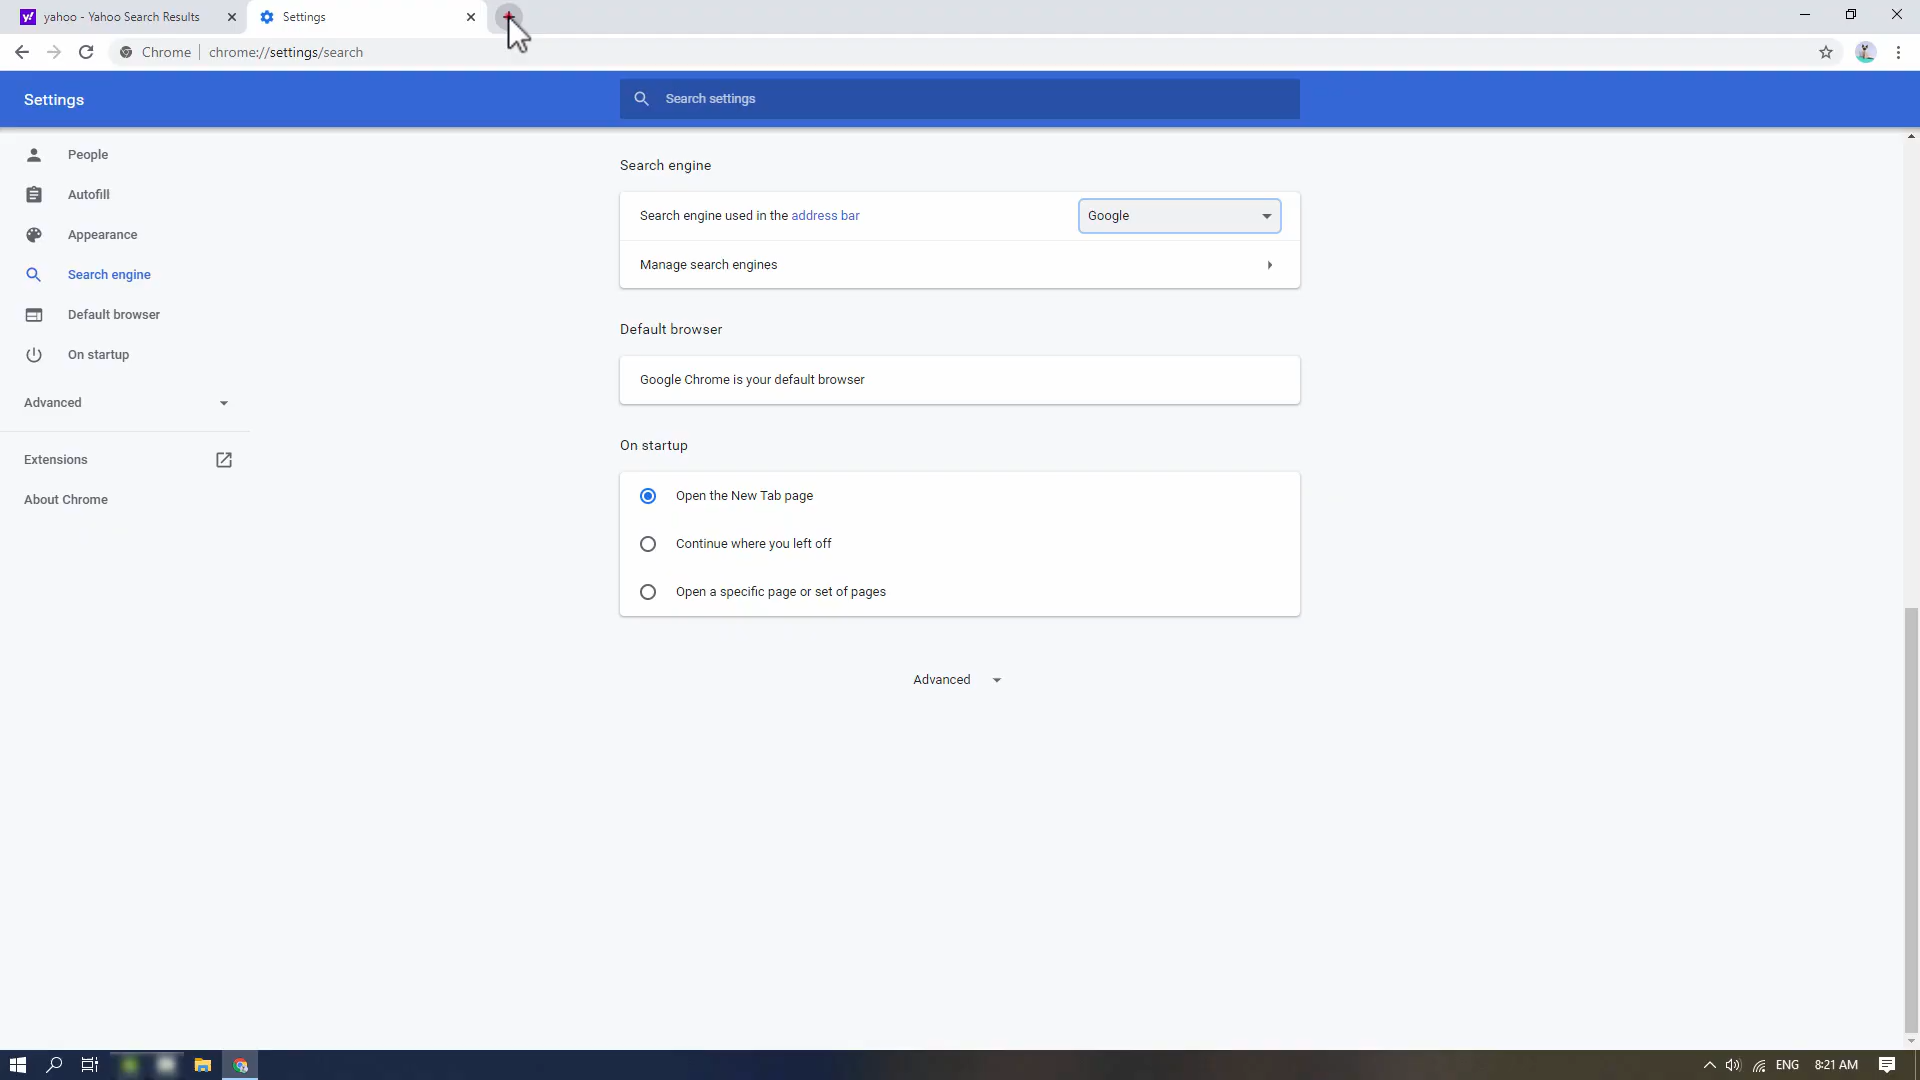 yahoo - Yahoo Search Results
Settings
Chrome
chrome://settings/search
Settings
Search settings
People
Autofill
Appearance
Search engine
Default browser
On startup
Advanced
Extensions
About Chrome
Search engine
Search engine used in the address bar
Google
Manage search engines
Default browser
Google Chrome is your default browser
On startup
Open the New Tab page
Continue where you left off
Open a specific page or set of pages
Advanced
ENG
8:21 AM